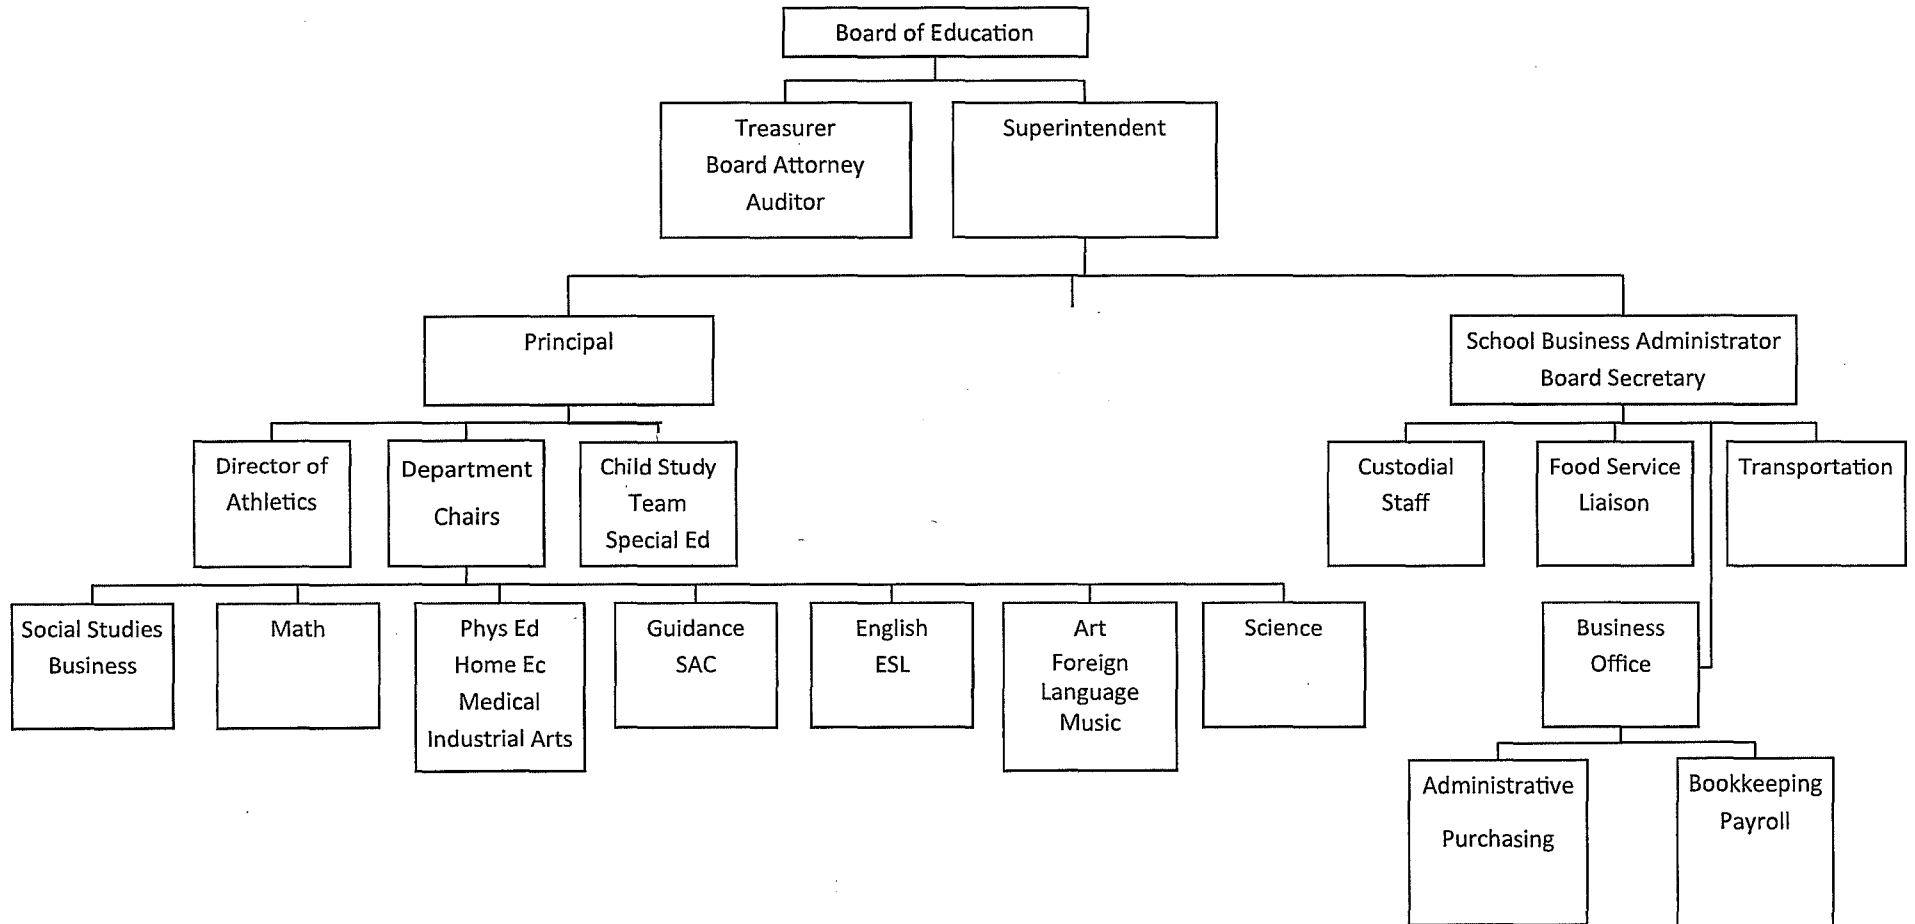 Board of Education
Treasurer
Board Attorney
Auditor
Superintendent
Principal
School Business Administrator
Board Secretary
Director of
Athletics
Department
Chairs
Child Study
Team
Special Ed
Custodial
Staff
Food Service
Liaison
Transportation
Social Studies
Business
Math
Phys Ed
Home Ec
Medical
Industrial Arts
Guidance
SAC
English
ESL
Art
Foreign
Language
Music
Science
Business
Office
Administrative
Purchasing
Bookkeeping
Payroll